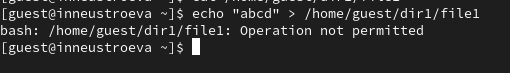 [guest@inneustroeva ~]$ echo "abcd" > /home/guest/dir1/file1
bash: /home/guest/dir1/file1: Operation not permitted
[guest@inneustroeva ~]$